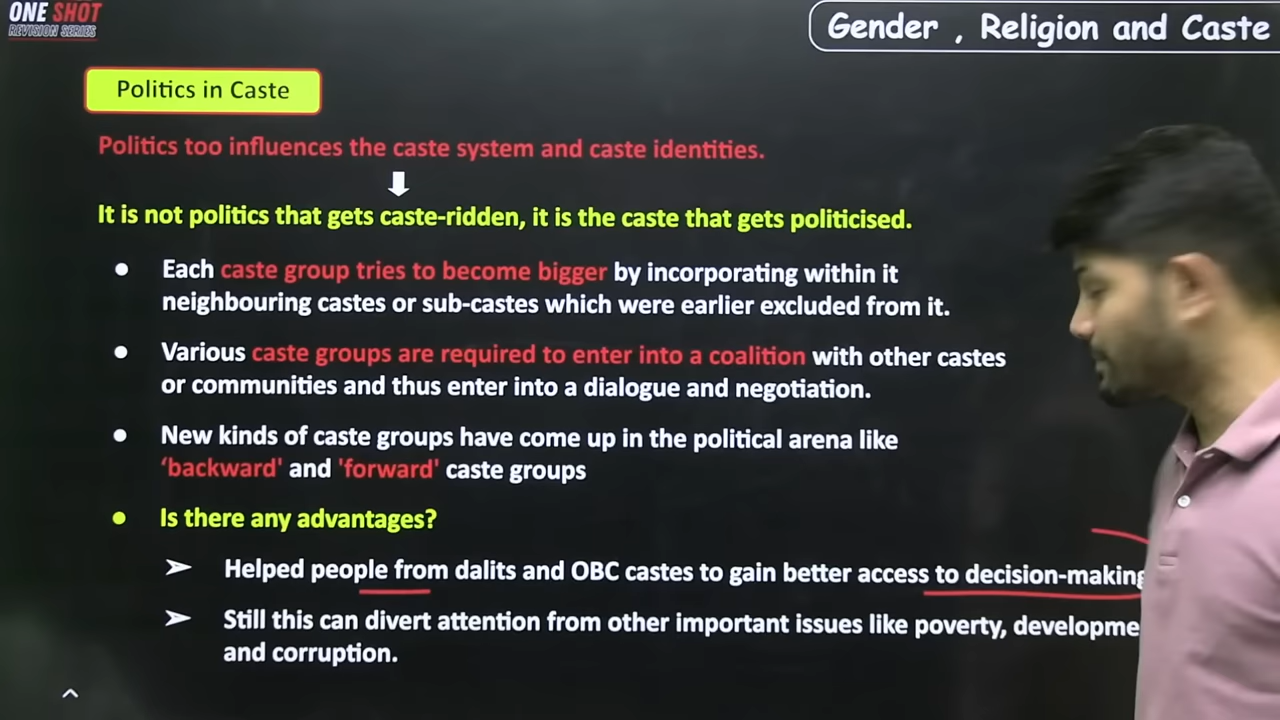 ONE SHOT
REVISION SERIES
Gender , Religion and Caste
Politics in Caste
Politics too influences the caste system and caste identities.
It is not politics that gets caste-ridden, it is the caste that gets politicised.
Each caste group tries to become bigger by incorporating within it
neighbouring castes or sub-castes which were earlier excluded from it.
Various caste groups are required to enter into a coalition with other castes
or communities and thus enter into a dialogue and negotiation.
New kinds of caste groups have come up in the political arena like
‘backward' and 'forward' caste groups
Is there any advantages?
Helped people from dalits and OBC castes to gain better access to decision-making
Still this can divert attention from other important issues like poverty, developme
and corruption.